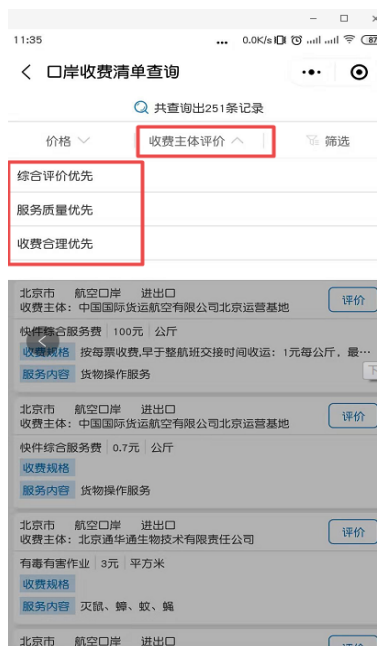 11:35 ... 0.0K/s 87
口岸收费清单查询
共查询出251条记录
价格 收费主体评价 筛选
综合评价优先
服务质量优先
收费合理优先
北京市 航空口岸 进出口
收费主体：中国国际货运航空有限公司北京运营基地 评价
快件综合服务费 100元 公斤
收费规格 按每票收费,早于整航班交接时间收运：1元每公斤，最…
服务内容 货物操作服务
下
北京市 航空口岸 进出口
收费主体：中国国际货运航空有限公司北京运营基地 评价
快件综合服务费 0.7元 公斤
收费规格
服务内容 货物操作服务
北京市 航空口岸 进出口
收费主体：北京通华通生物技术有限责任公司 评价
有毒有害作业 3元 平方米
收费规格
服务内容 灭鼠、蟑、蚊、蝇
北京市 航空口岸 进出口